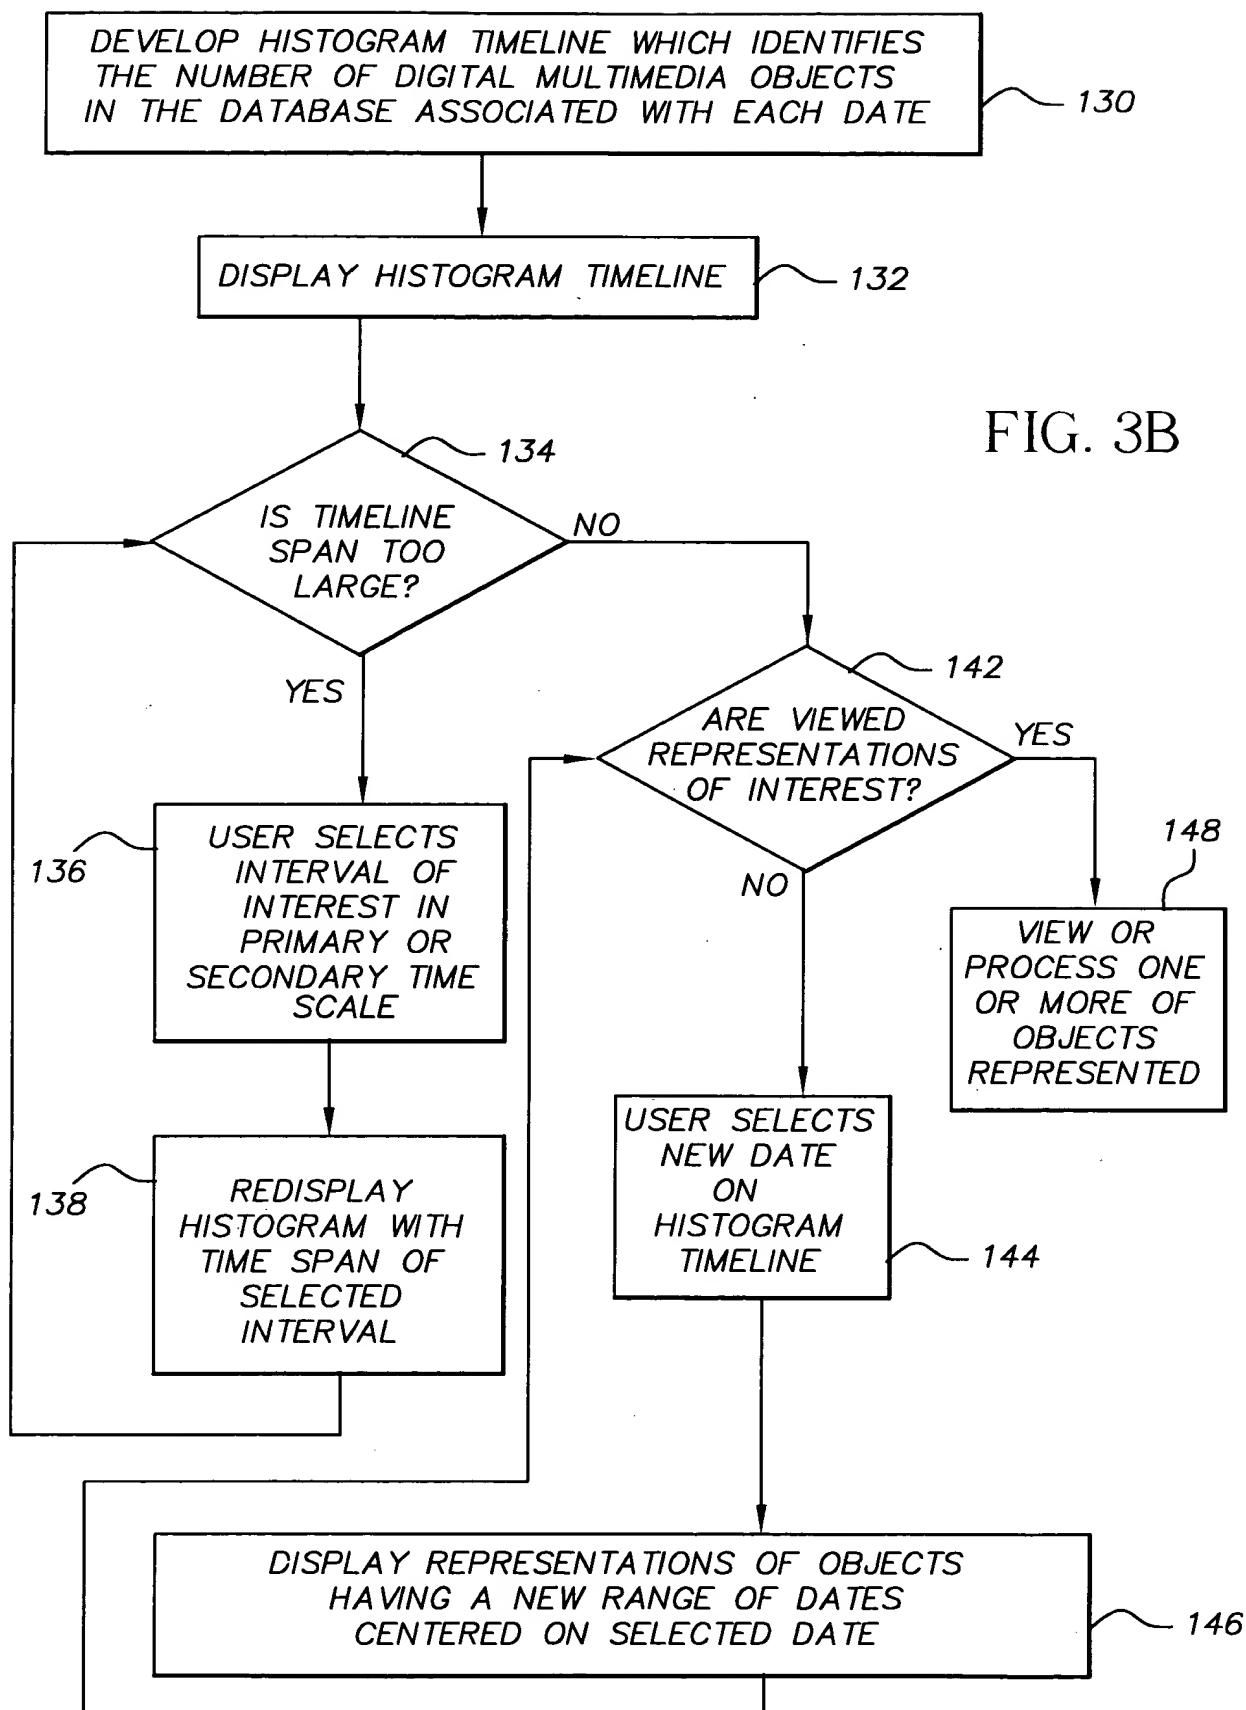 DEVELOP HISTOGRAM TIMELINE WHICH IDENTIFIES
THE NUMBER OF DIGITAL MULTIMEDIA OBJECTS
IN THE DATABASE ASSOCIATED WITH EACH DATE
130
DISPLAY HISTOGRAM TIMELINE
132
FIG. 3B
134
IS TIMELINE
SPAN TOO
LARGE?
NO
YES
142
ARE VIEWED
REPRESENTATIONS
OF INTEREST?
YES
NO
136
USER SELECTS
INTERVAL OF
INTEREST IN
PRIMARY OR
SECONDARY TIME
SCALE
148
VIEW OR
PROCESS ONE
OR MORE OF
OBJECTS
REPRESENTED
138
REDISPLAY
HISTOGRAM WITH
TIME SPAN OF
SELECTED
INTERVAL
USER SELECTS
NEW DATE
ON
HISTOGRAM
TIMELINE
144
DISPLAY REPRESENTATIONS OF OBJECTS
HAVING A NEW RANGE OF DATES
CENTERED ON SELECTED DATE
146